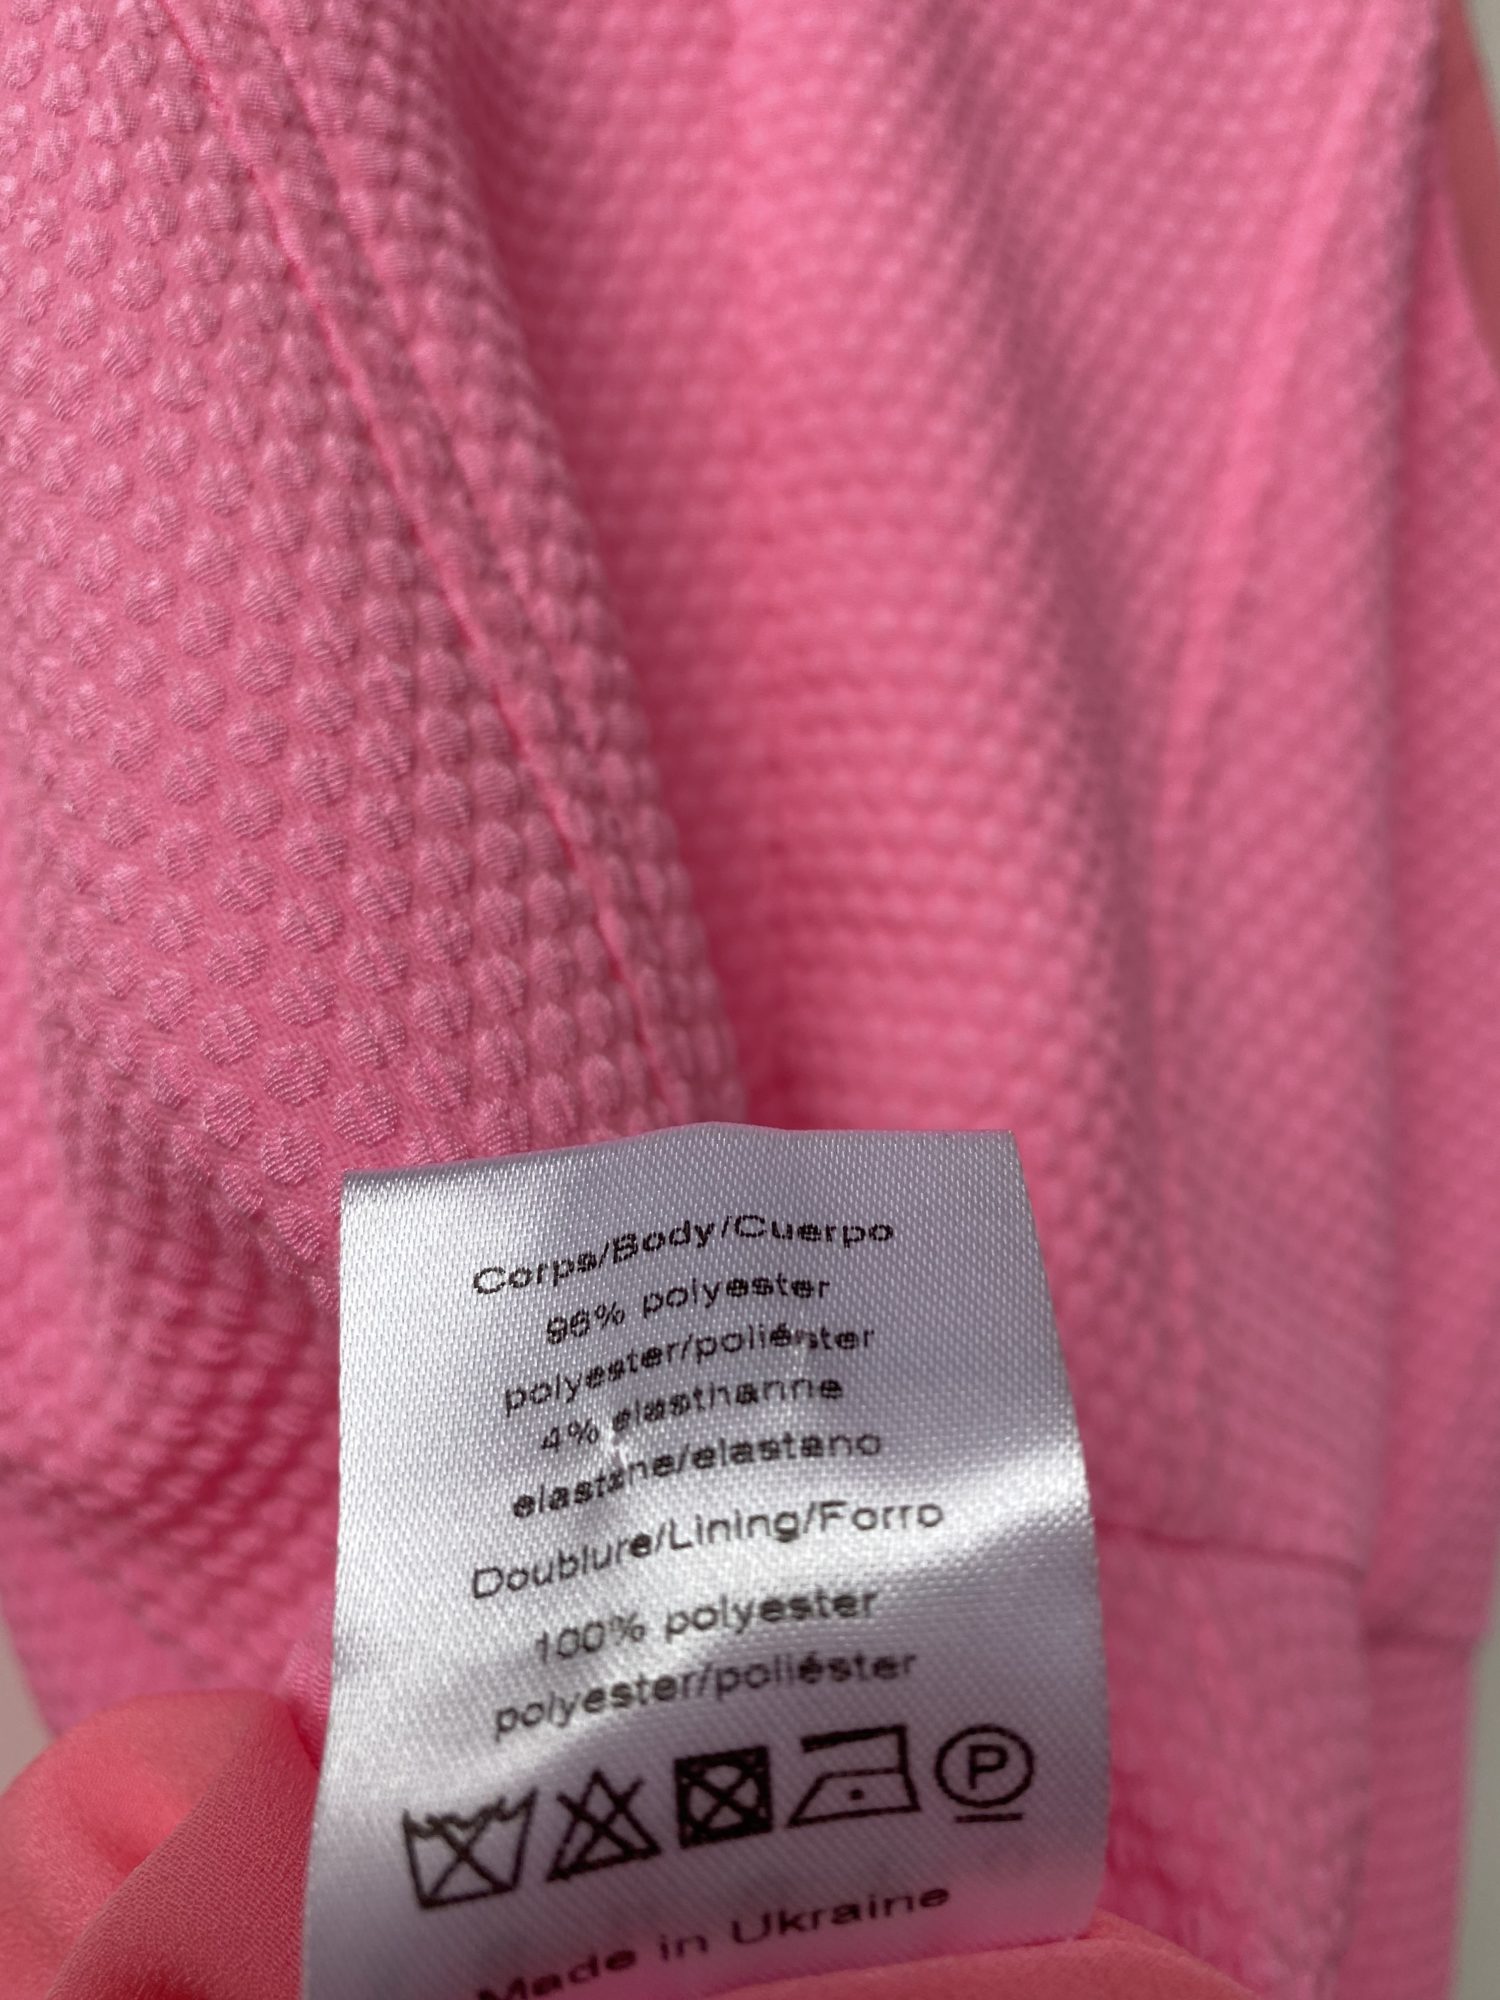 Corps/Body/Cuerpo
96% polyester
polyester/poliéster
4% elasthanne
elastane/elastano
Doublure/Lining/Forro
100% polyester
polyester/poliéster
P
Made in Ukraine